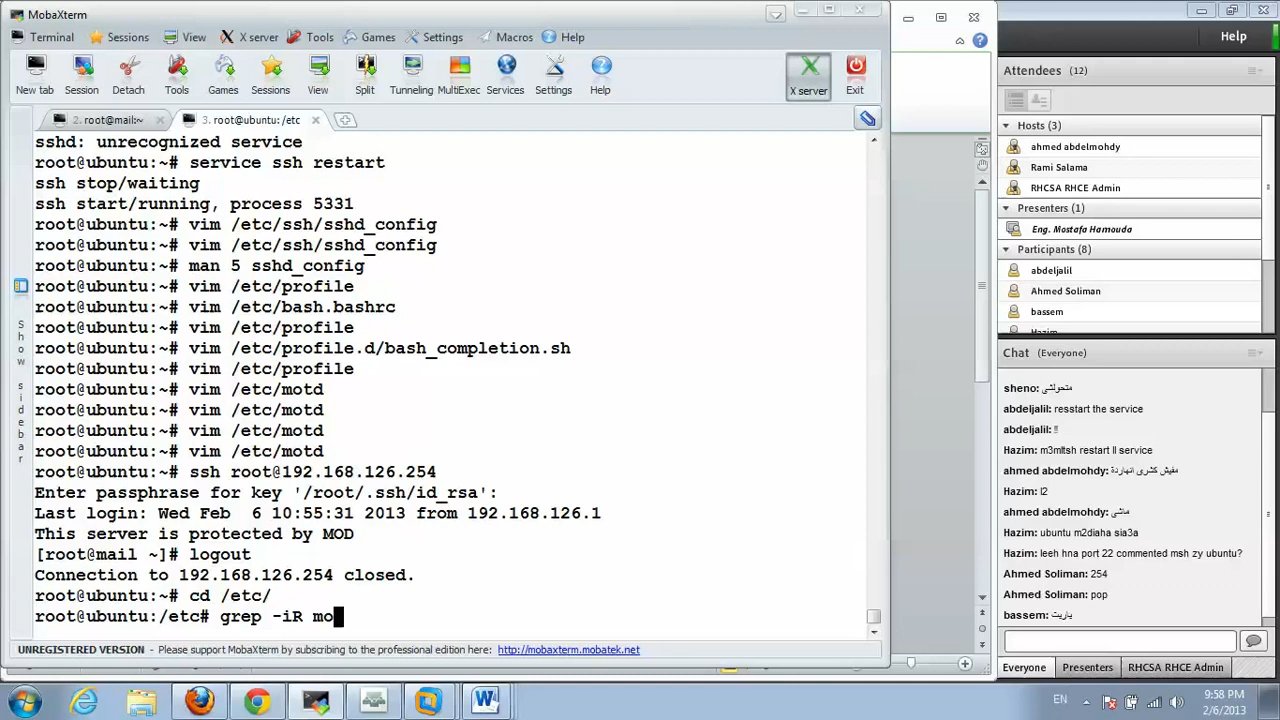 MobaXterm
Terminal Sessions View X server Tools Games Settings Macros Help
New tab Session Detach Tools Games Sessions View Split Tunneling MultiExec Services Settings Help X server Exit
2. root@mail:~ 3. root@ubuntu: /etc
Show sidebar
sshd: unrecognized service
root@ubuntu:~# service ssh restart
ssh stop/waiting
ssh start/running, process 5331
root@ubuntu:~# vim /etc/ssh/sshd_config
root@ubuntu:~# vim /etc/ssh/sshd_config
root@ubuntu:~# man 5 sshd_config
root@ubuntu:~# vim /etc/profile
root@ubuntu:~# vim /etc/bash.bashrc
root@ubuntu:~# vim /etc/profile
root@ubuntu:~# vim /etc/profile.d/bash_completion.sh
root@ubuntu:~# vim /etc/profile
root@ubuntu:~# vim /etc/motd
root@ubuntu:~# vim /etc/motd
root@ubuntu:~# vim /etc/motd
root@ubuntu:~# vim /etc/motd
root@ubuntu:~# ssh root@192.168.126.254
Enter passphrase for key '/root/.ssh/id_rsa':
Last login: Wed Feb  6 10:55:31 2013 from 192.168.126.1
This server is protected by MOD
[root@mail ~]# logout
Connection to 192.168.126.254 closed.
root@ubuntu:~# cd /etc/
root@ubuntu:/etc# grep -iR mo
UNREGISTERED VERSION - Please support MobaXterm by subscribing to the professional edition here: http://mobaxterm.mobatek.net
Help
Attendees (12)
Hosts (3)
ahmed abdelmohdy
Rami Salama
RHCSA RHCE Admin
Presenters (1)
Eng. Mostafa Hamouda
Participants (8)
abdeljalil
Ahmed Soliman
bassem
Hazim
Chat (Everyone)
sheno: متحولشى
abdeljalil: resstart the service
abdeljalil: !!
Hazim: m3mltsh restart ll service
ahmed abdelmohdy: مفيش كشرى انهاردة
Hazim: l2
ahmed abdelmohdy: ماشى
Hazim: ubuntu m2diaha sia3a
Hazim: leeh hna port 22 commented msh zy ubuntu?
Ahmed Soliman: 254
Ahmed Soliman: pop
bassem: ياريت
Everyone Presenters RHCSA RHCE Admin
EN
9:58 PM
2/6/2013